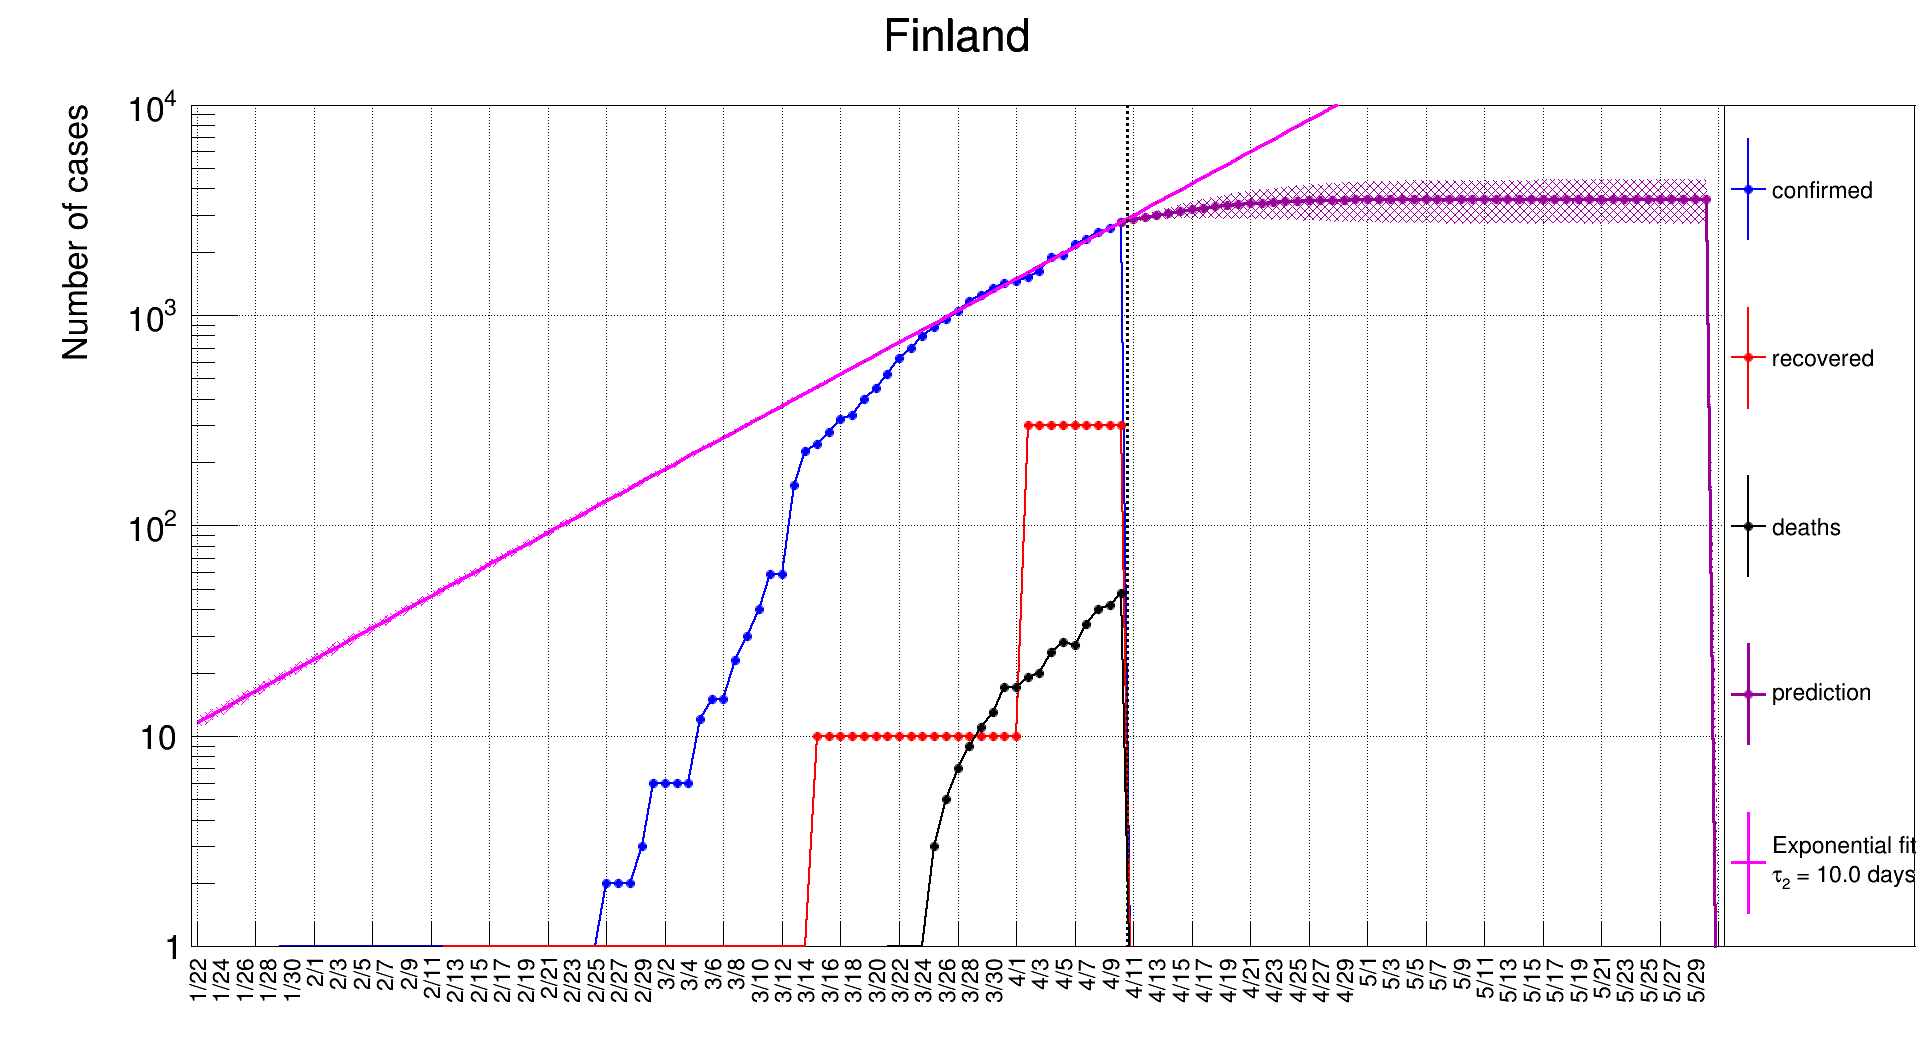 Finland
Number of cases
10⁴
10³
10²
10
1
1/22 1/24 1/26 1/28 1/30 2/1 2/3 2/5 2/7 2/9 2/11 2/13 2/15 2/17 2/19 2/21 2/23 2/25 2/27 2/29 3/2 3/4 3/6 3/8 3/10 3/12 3/14 3/16 3/18 3/20 3/22 3/24 3/26 3/28 3/30 4/1 4/3 4/5 4/7 4/9 4/11 4/13 4/15 4/17 4/19 4/21 4/23 4/25 4/27 4/29 5/1 5/3 5/5 5/7 5/9 5/11 5/13 5/15 5/17 5/19 5/21 5/23 5/25 5/27 5/29
confirmed
recovered
deaths
prediction
Exponential fit
τ₂ = 10.0 days